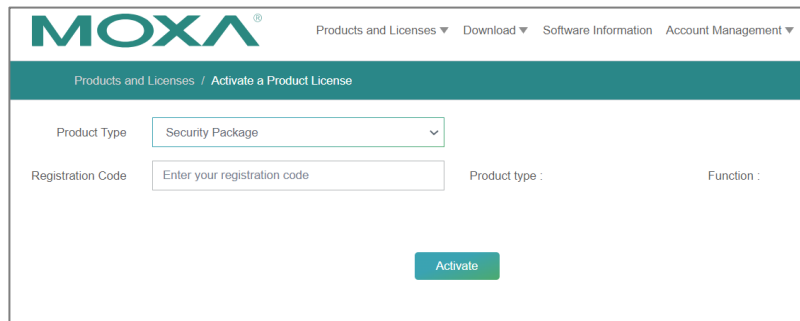 MOXA®
Products and Licenses ▼ Download ▼ Software Information Account Management ▼
Products and Licenses / Activate a Product License
Product Type Security Package
Registration Code Enter your registration code Product type : Function :
Activate